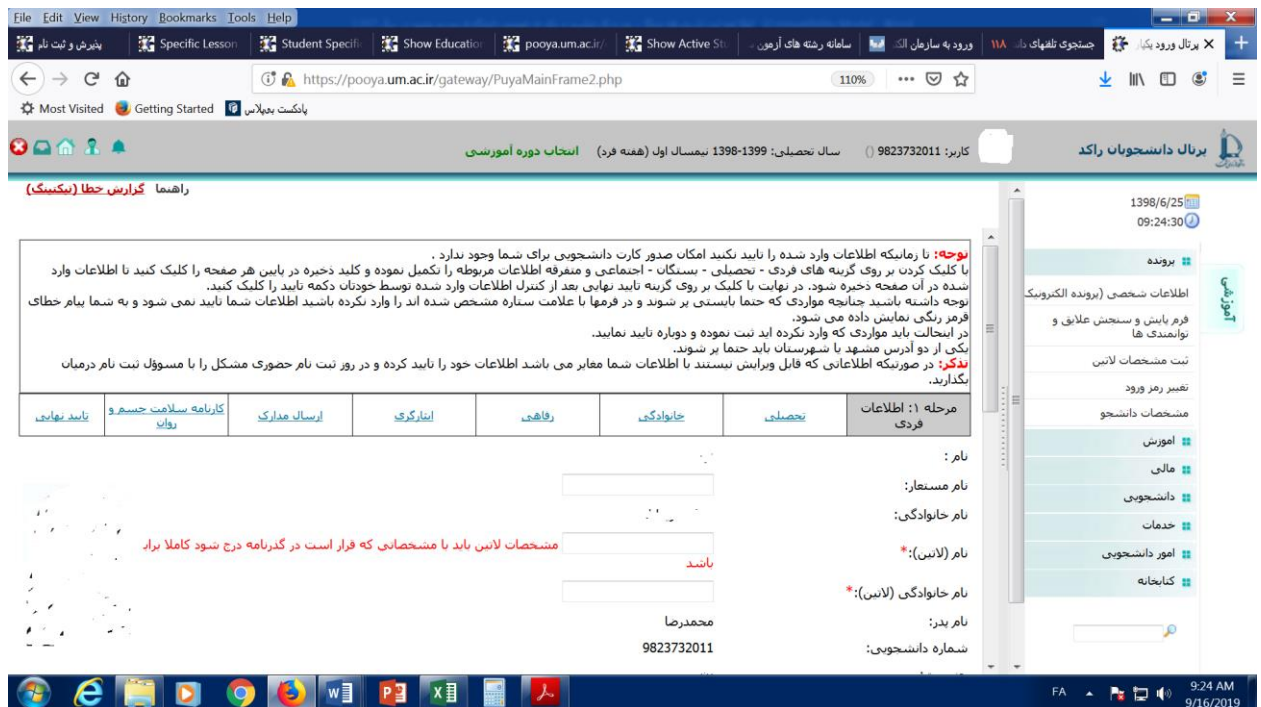 File Edit View History Bookmarks Tools Help
پذیرش و ثبت نام
Specific Lesson
Student Specifi
Show Educatio
pooya.um.ac.ir/
Show Active Stu
سامانه رشته های آزمون
ورود به سازمان الک
جستجوی تلفنهای دانـ ۱۱۸
پرتال ورود یکپا
https://pooya.um.ac.ir/gateway/PuyaMainFrame2.php
110%
Most Visited
Getting Started
پادکست بی‌پلاس
پرتال دانشجویان راکد
کاربر: 9823732011 ()
سال تحصیلی: 1399-1398 نیمسال اول (هفته فرد)
انتخاب دوره آموزشی
راهنما گزارش خطا (تیکتینگ)
1398/6/25
09:24:30
آموزشی
پرونده
اطلاعات شخصی (پرونده الکترونیک
فرم پایش و سنجش علایق و
توانمندی ها
ثبت مشخصات لاتین
تغییر رمز ورود
مشخصات دانشجو
اموزش
مالی
دانشجویی
خدمات
امور دانشجویی
کتابخانه
توجه: تا زمانیکه اطلاعات وارد شده را تایید نکنید امکان صدور کارت دانشجویی برای شما وجود ندارد .
با کلیک کردن بر روی گزینه های فردی - تحصیلی - بستگان - اجتماعی و متفرقه اطلاعات مربوطه را تکمیل نموده و کلید ذخیره در پایین هر صفحه را کلیک کنید تا اطلاعات وارد
شده در آن صفحه ذخیره شود. در نهایت با کلیک بر روی گزینه تایید نهایی بعد از کنترل اطلاعات وارد شده توسط خودتان دکمه تایید را کلیک کنید.
توجه داشته باشید چنانچه مواردی که حتما بایستی پر شوند و در فرمها با علامت ستاره مشخص شده اند را وارد نکرده باشید اطلاعات شما تایید نمی شود و به شما پیام خطای
قرمز رنگی نمایش داده می شود.
در اینحالت باید مواردی که وارد نکرده اید ثبت نموده و دوباره تایید نمایید.
یکی از دو آدرس مشهد یا شهرستان باید حتما پر شوند.
تذکر: در صورتیکه اطلاعاتی که قابل ویرایش نیستند با اطلاعات شما مغایر می باشد اطلاعات خود را تایید کرده و در روز ثبت نام حضوری مشکل را با مسوؤل ثبت نام درمیان
بگذارید.
مرحله ۱: اطلاعات
فردی
تحصیلی
خانوادگی
رفاهی
ایثارگری
ارسال مدارک
کارنامه سلامت جسم و
روان
تایید نهایی
نام :
نام مستعار:
نام خانوادگی:
نام (لاتین):*
مشخصات لاتین باید با مشخصاتی که قرار است در گذرنامه درج شود کاملا برابر
باشد
نام خانوادگی (لاتین):*
نام پدر: محمدرضا
شماره دانشجویی: 9823732011
FA
9:24 AM
9/16/2019